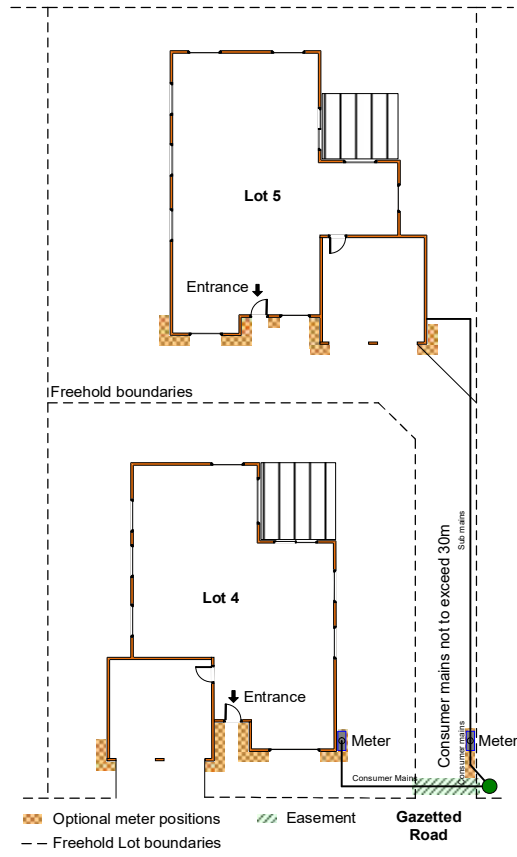 Lot 5
Entrance
Freehold boundaries
Consumer mains not to exceed 30m
Sub mains
Lot 4
Entrance
Meter
Meter
Consumer mains
Consumer Mains
Optional meter positions
Easement
Gazetted
Road
Freehold Lot boundaries